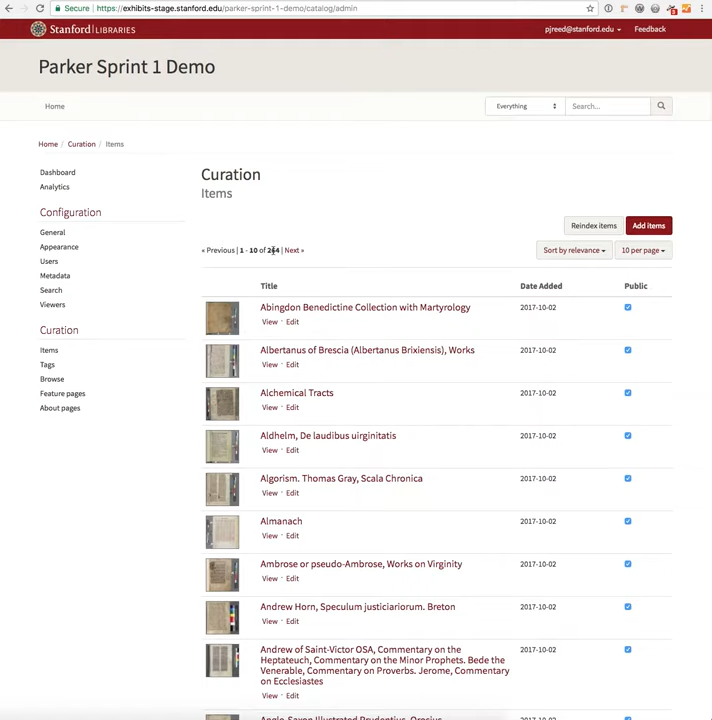 Secure | https://exhibits-stage.stanford.edu/parker-sprint-1-demo/catalog/admin
Stanford | LIBRARIES
pjreed@stanford.edu Feedback
Parker Sprint 1 Demo
Home Everything Search...
Home / Curation / Items
Dashboard
Analytics
Configuration
General
Appearance
Users
Metadata
Search
Viewers
Curation
Items
Tags
Browse
Feature pages
About pages
Curation
Items
Reindex items Add items
« Previous | 1 - 10 of | Next » Sort by relevance 10 per page
Title Date Added Public
Abingdon Benedictine Collection with Martyrology 2017-10-02
View · Edit
Albertanus of Brescia (Albertanus Brixiensis), Works 2017-10-02
View · Edit
Alchemical Tracts 2017-10-02
View · Edit
Aldhelm, De laudibus uirginitatis 2017-10-02
View · Edit
Algorism. Thomas Gray, Scala Chronica 2017-10-02
View · Edit
Almanach 2017-10-02
View · Edit
Ambrose or pseudo-Ambrose, Works on Virginity 2017-10-02
View · Edit
Andrew Horn, Speculum justiciariorum. Breton 2017-10-02
View · Edit
Andrew of Saint-Victor OSA, Commentary on the 2017-10-02
Heptateuch, Commentary on the Minor Prophets. Bede the
Venerable, Commentary on Proverbs. Jerome, Commentary
on Ecclesiastes
View · Edit
Anglo-Saxon Illustrated Prudentius, Orosius